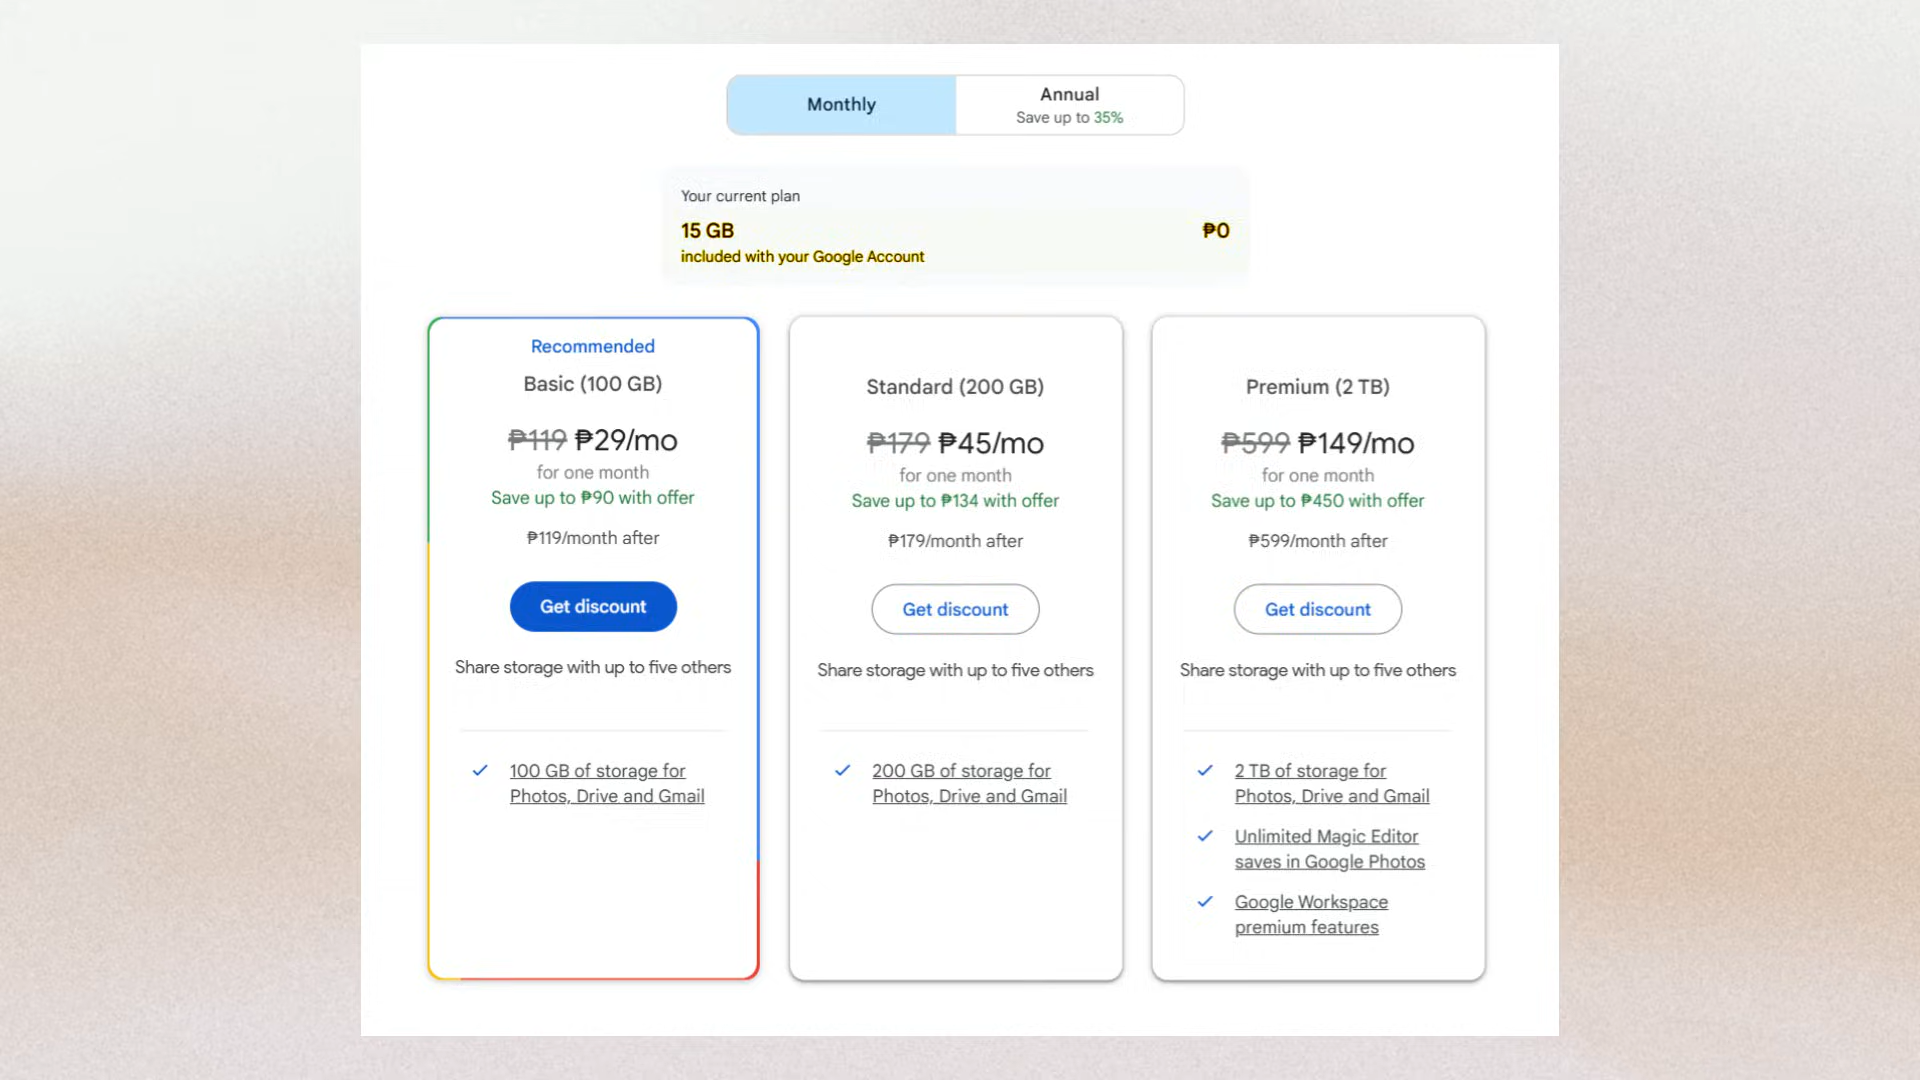 Monthly
Annual
Save up to 35%
Your current plan
15 GB
₱0
included with your Google Account
Recommended
Basic (100 GB)
₱119 ₱29/mo
for one month
Save up to ₱90 with offer
₱119/month after
Get discount
Share storage with up to five others
100 GB of storage for
Photos, Drive and Gmail
Standard (200 GB)
₱179 ₱45/mo
for one month
Save up to ₱134 with offer
₱179/month after
Get discount
Share storage with up to five others
200 GB of storage for
Photos, Drive and Gmail
Premium (2 TB)
₱599 ₱149/mo
for one month
Save up to ₱450 with offer
₱599/month after
Get discount
Share storage with up to five others
2 TB of storage for
Photos, Drive and Gmail
Unlimited Magic Editor
saves in Google Photos
Google Workspace
premium features